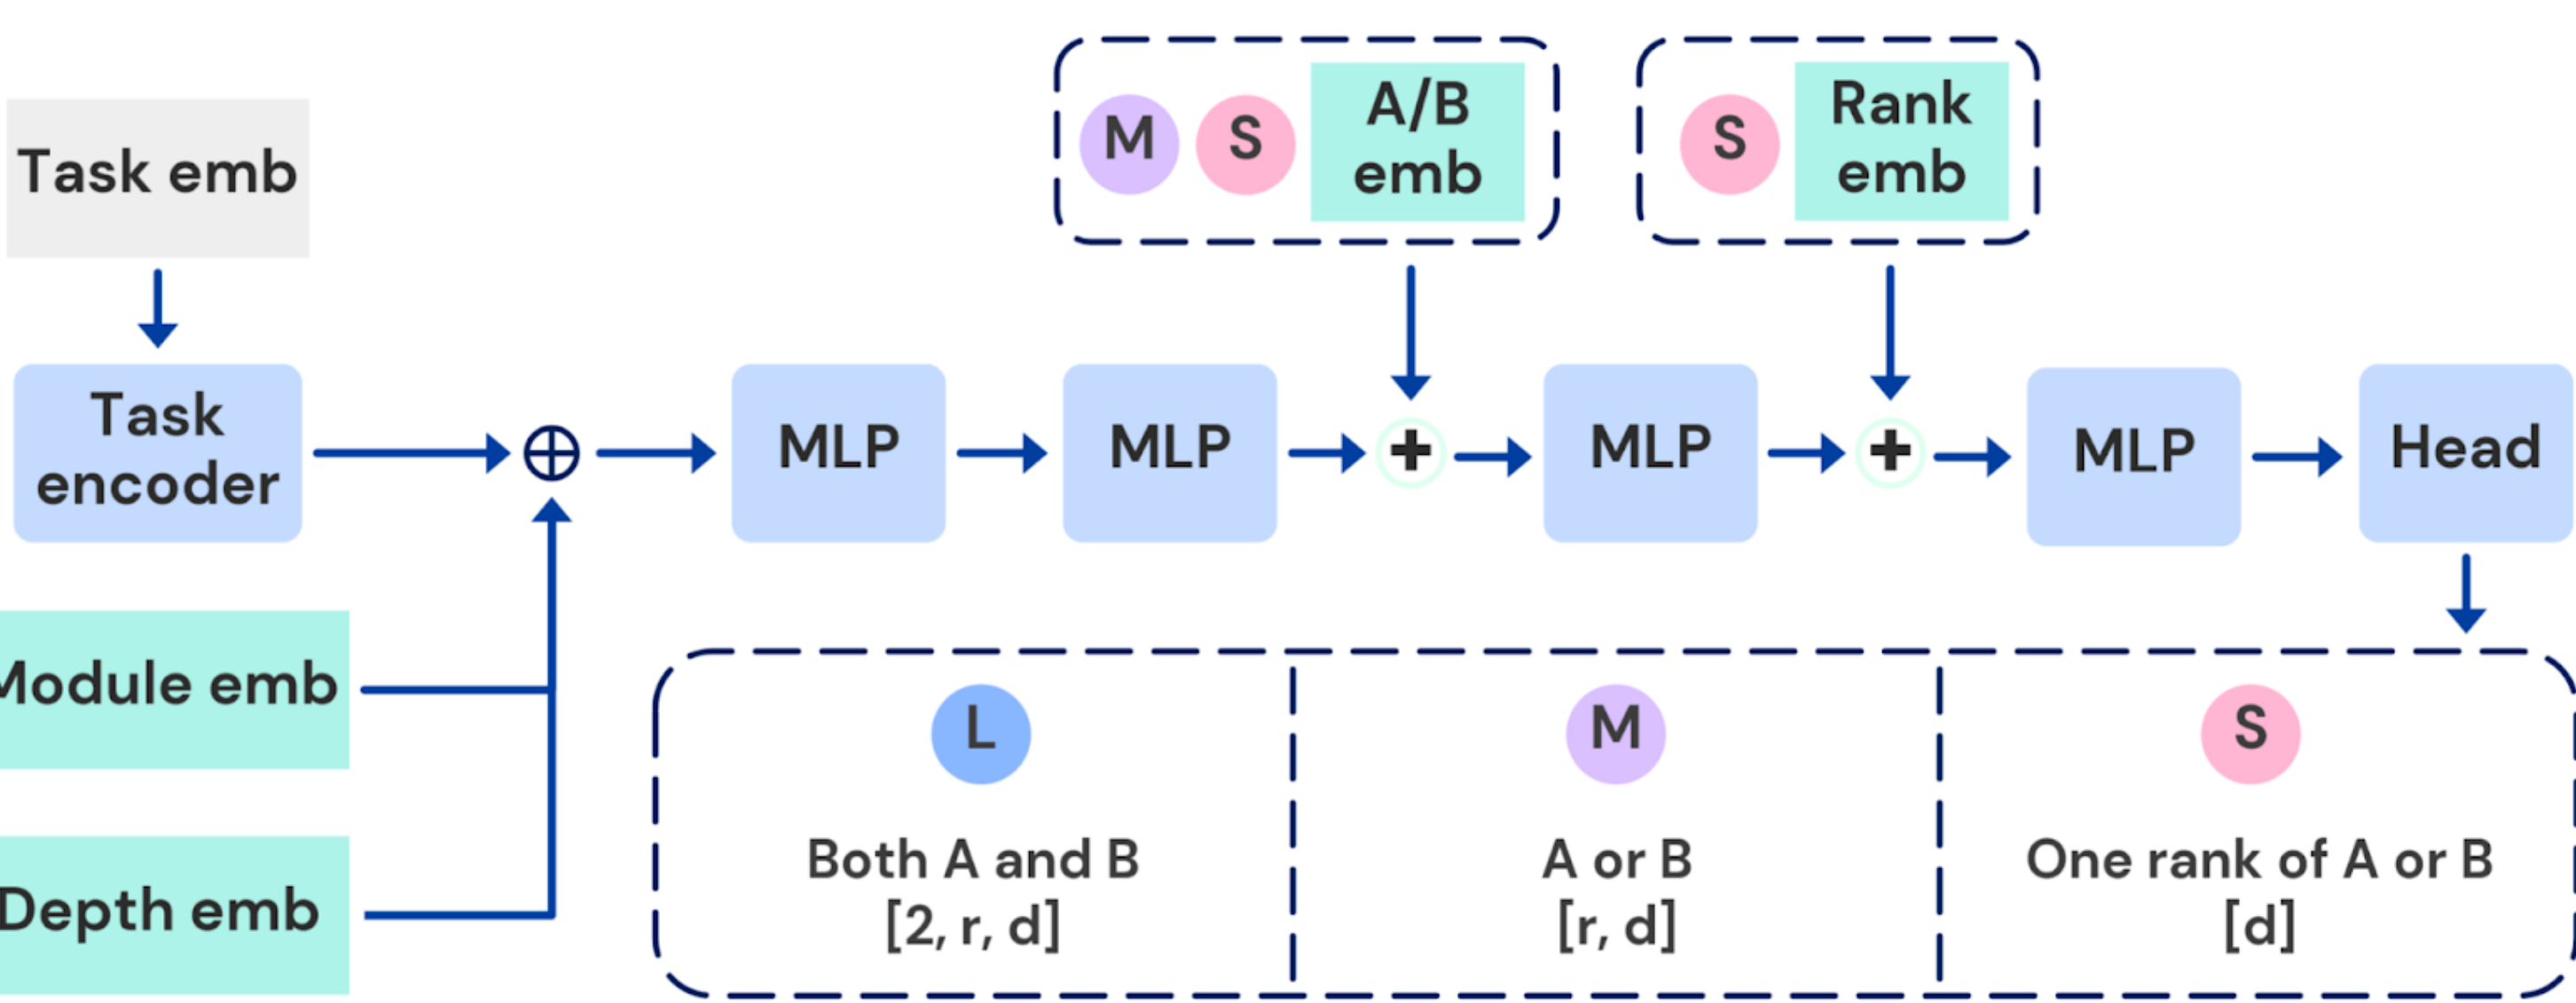 M S A/B
emb
S Rank
emb
Task emb
Task
encoder
MLP
MLP
+
MLP
+
MLP
Head
Module emb
Depth emb
L
Both A and B
[2, r, d]
M
A or B
[r, d]
S
One rank of A or B
[d]